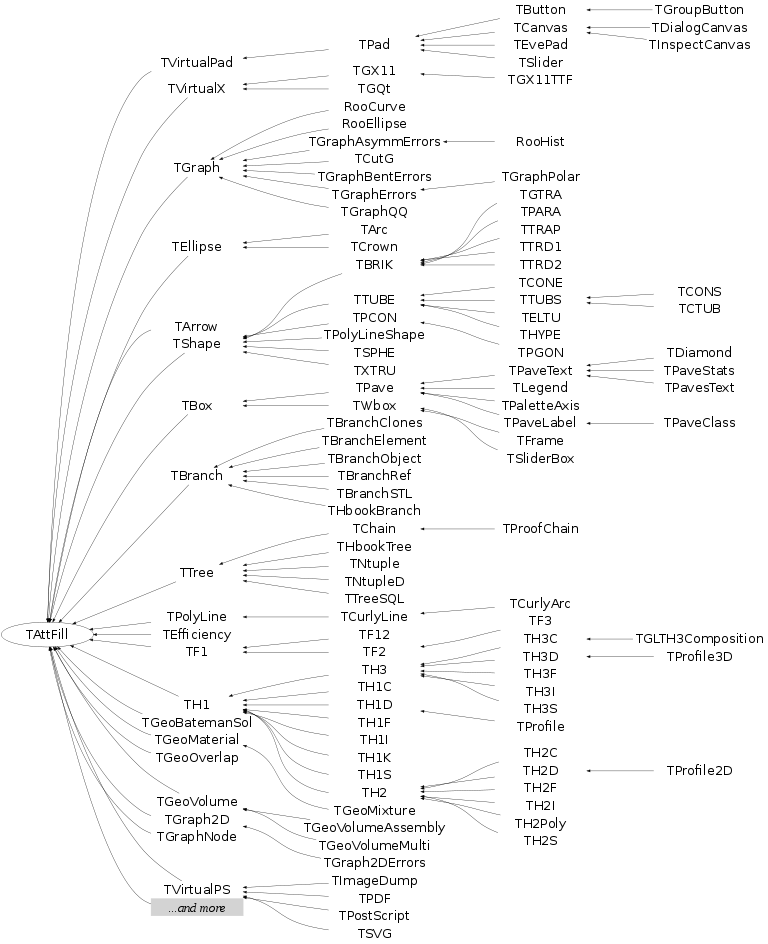 TButton
TGroupButton
TCanvas
TDialogCanvas
TPad
TEvePad
TInspectCanvas
TVirtualPad
TSlider
TGX11
TGX11TTF
TVirtualX
TGQt
RooCurve
RooEllipse
TGraphAsymmErrors
RooHist
TCutG
TGraph
TGraphBentErrors
TGraphPolar
TGraphErrors
TGTRA
TGraphQQ
TPARA
TArc
TTRAP
TEllipse
TCrown
TTRD1
TBRIK
TTRD2
TCONE
TTUBE
TTUBS
TCONS
TCTUB
TPCON
TELTU
TArrow
TPolyLineShape
THYPE
TShape
TSPHE
TPGON
TDiamond
TXTRU
TPaveText
TPaveStats
TPave
TLegend
TPavesText
TBox
TWbox
TPaletteAxis
TBranchClones
TPaveLabel
TPaveClass
TBranchElement
TFrame
TBranchObject
TSliderBox
TBranch
TBranchRef
TBranchSTL
THbookBranch
TChain
TProofChain
THbookTree
TNtuple
TTree
TNtupleD
TTreeSQL
TCurlyArc
TPolyLine
TCurlyLine
TF3
TAttFill
TEfficiency
TF12
TH3C
TGLTH3Composition
TF1
TF2
TH3D
TProfile3D
TH3
TH3F
TH1C
TH3I
TH1
TH1D
TH3S
TGeoBatemanSol
TH1F
TProfile
TGeoMaterial
TH1I
TGeoOverlap
TH1K
TH2C
TH1S
TH2D
TProfile2D
TH2
TH2F
TGeoVolume
TH2I
TGeoMixture
TGraph2D
TGeoVolumeAssembly
TH2Poly
TGraphNode
TGeoVolumeMulti
TH2S
TGraph2DErrors
TVirtualPS
TImageDump
TPDF
...and more
TPostScript
TSVG